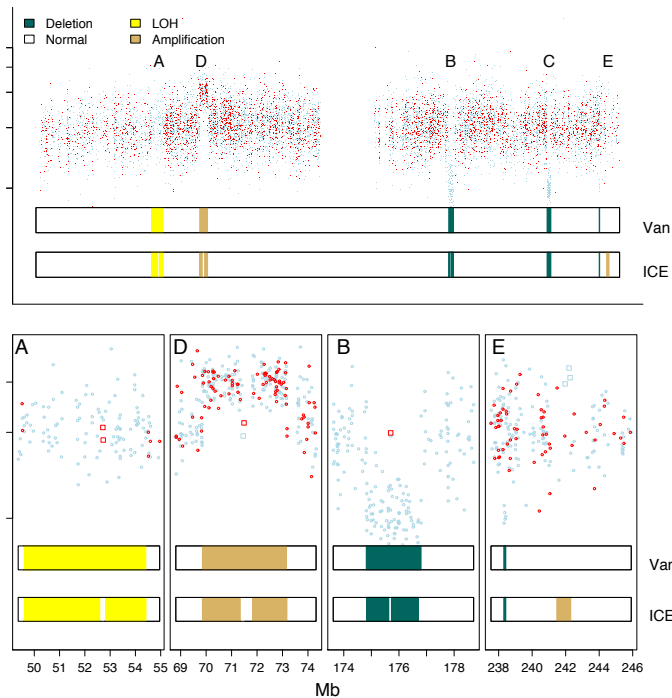 Deletion LOH
Normal Amplification
A D B C E
Van
ICE
A D B E
Van
ICE
50 51 52 53 54 55 69 70 71 72 73 74 174 176 178 238 240 242 244 246
Mb